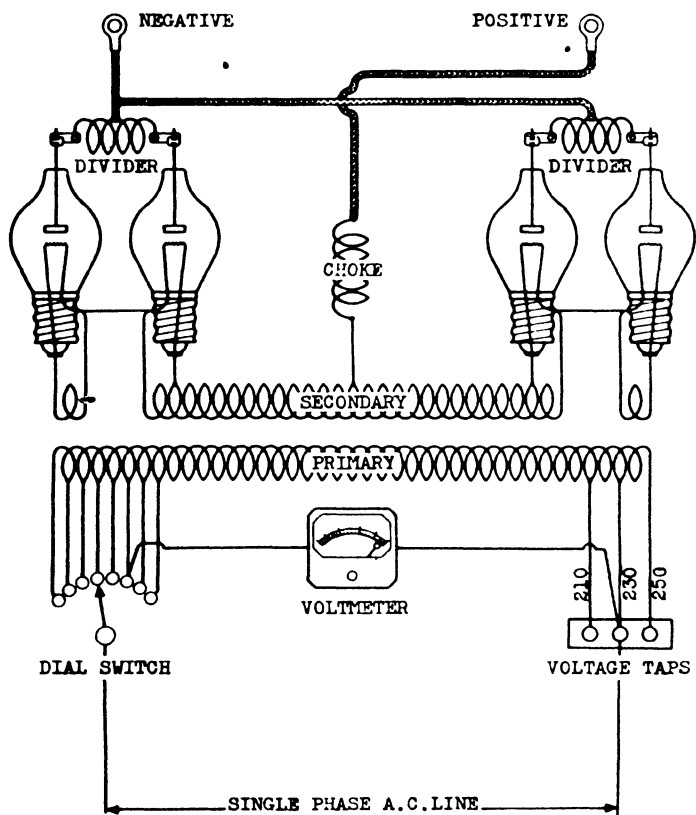 NEGATIVE
POSITIVE
DIVIDER
DIVIDER
CHOKE
SECONDARY
PRIMARY
VOLTMETER
210
230
250
DIAL SWITCH
VOLTAGE TAPS
SINGLE PHASE A.C.LINE